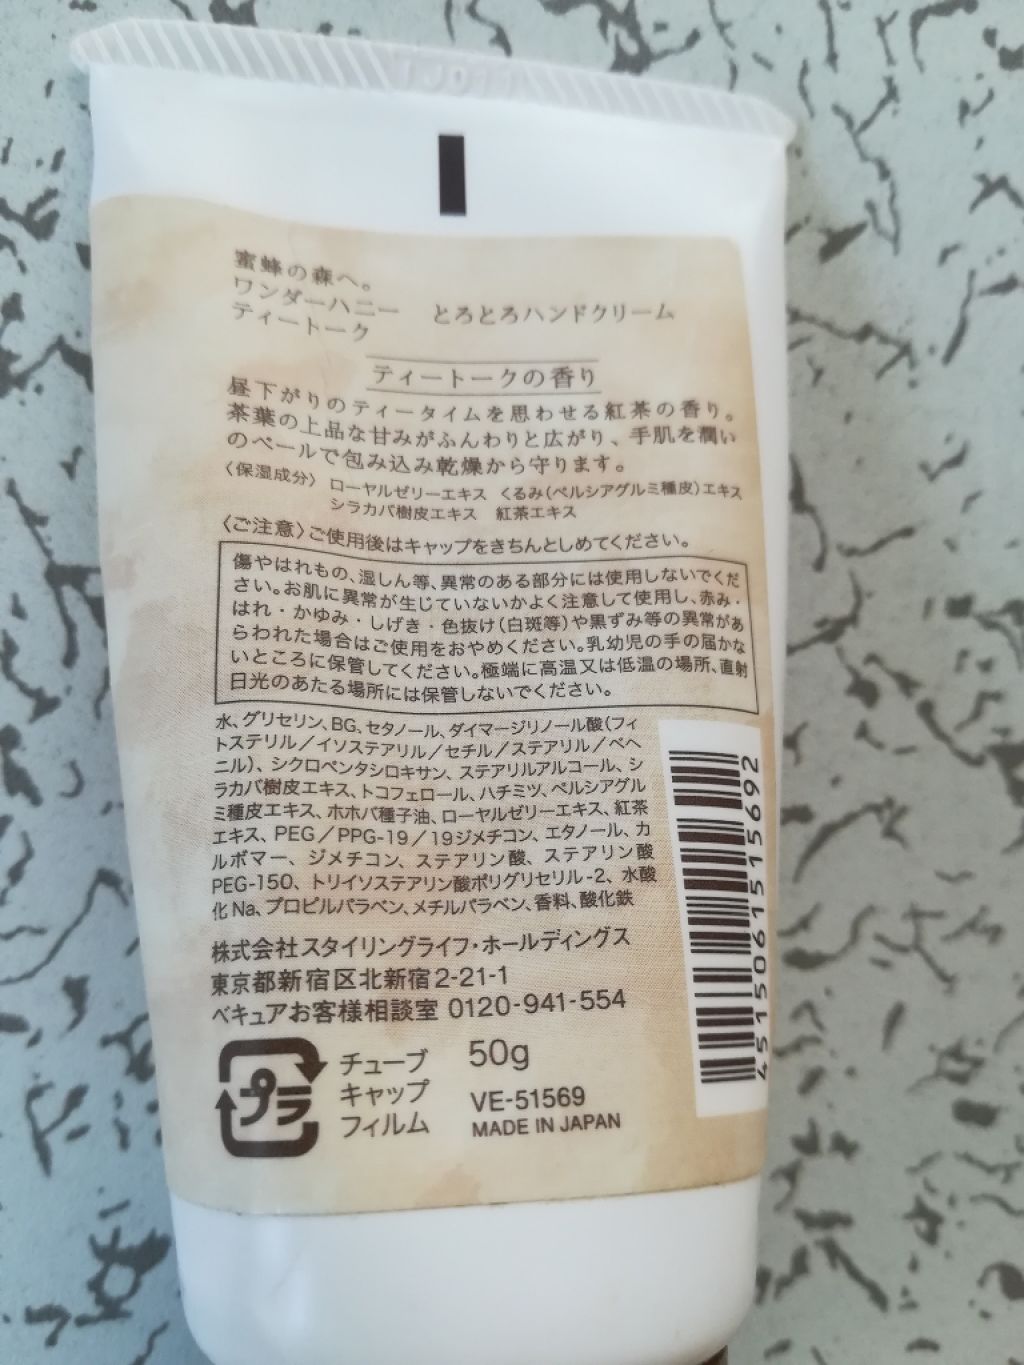 蜜蜂の森へ。
ワンダーハニー とろとろハンドクリーム
ティートーク
ティートークの香り
昼下がりのティータイムを思わせる紅茶の香り。
茶葉の上品な甘みがふんわりと広がり、手肌を潤い
のベールで包み込み乾燥から守ります。
〈保湿成分〉ローヤルゼリーエキス くるみ(ペルシアグルミ種皮)エキス
シラカバ樹皮エキス 紅茶エキス
〈ご注意〉ご使用後はキャップをきちんとしめてください。
傷やはれもの、湿しん等、異常のある部分には使用しないでくだ
さい。お肌に異常が生じていないかよく注意して使用し、赤み・
はれ・かゆみ・しげき・色抜け(白斑等)や黒ずみ等の異常があ
らわれた場合はご使用をおやめください。乳幼児の手の届かな
いところに保管してください。極端に高温又は低温の場所、直射
日光のあたる場所には保管しないでください。
水、グリセリン、BG、セタノール、ダイマージリノール酸(フィ
トステリル/イソステアリル/セチル/ステアリル/ベヘ
ニル)、シクロペンタシロキサン、ステアリルアルコール、シ
ラカバ樹皮エキス、トコフェロール、ハチミツ、ペルシアグル
ミ種皮エキス、ホホバ種子油、ローヤルゼリーエキス、紅茶
エキス、PEG/PPG-19/19ジメチコン、エタノール、カ
ルボマー、ジメチコン、ステアリン酸、ステアリン酸
PEG-150、トリイソステアリン酸ポリグリセリル-2、水酸
化Na、プロピルパラベン、メチルパラベン、香料、酸化鉄
株式会社スタイリングライフ・ホールディングス
東京都新宿区北新宿2-21-1
ベキュアお客様相談室 0120-941-554
プラ
チューブ
キャップ
フィルム
50g
VE-51569
MADE IN JAPAN
4515061515692